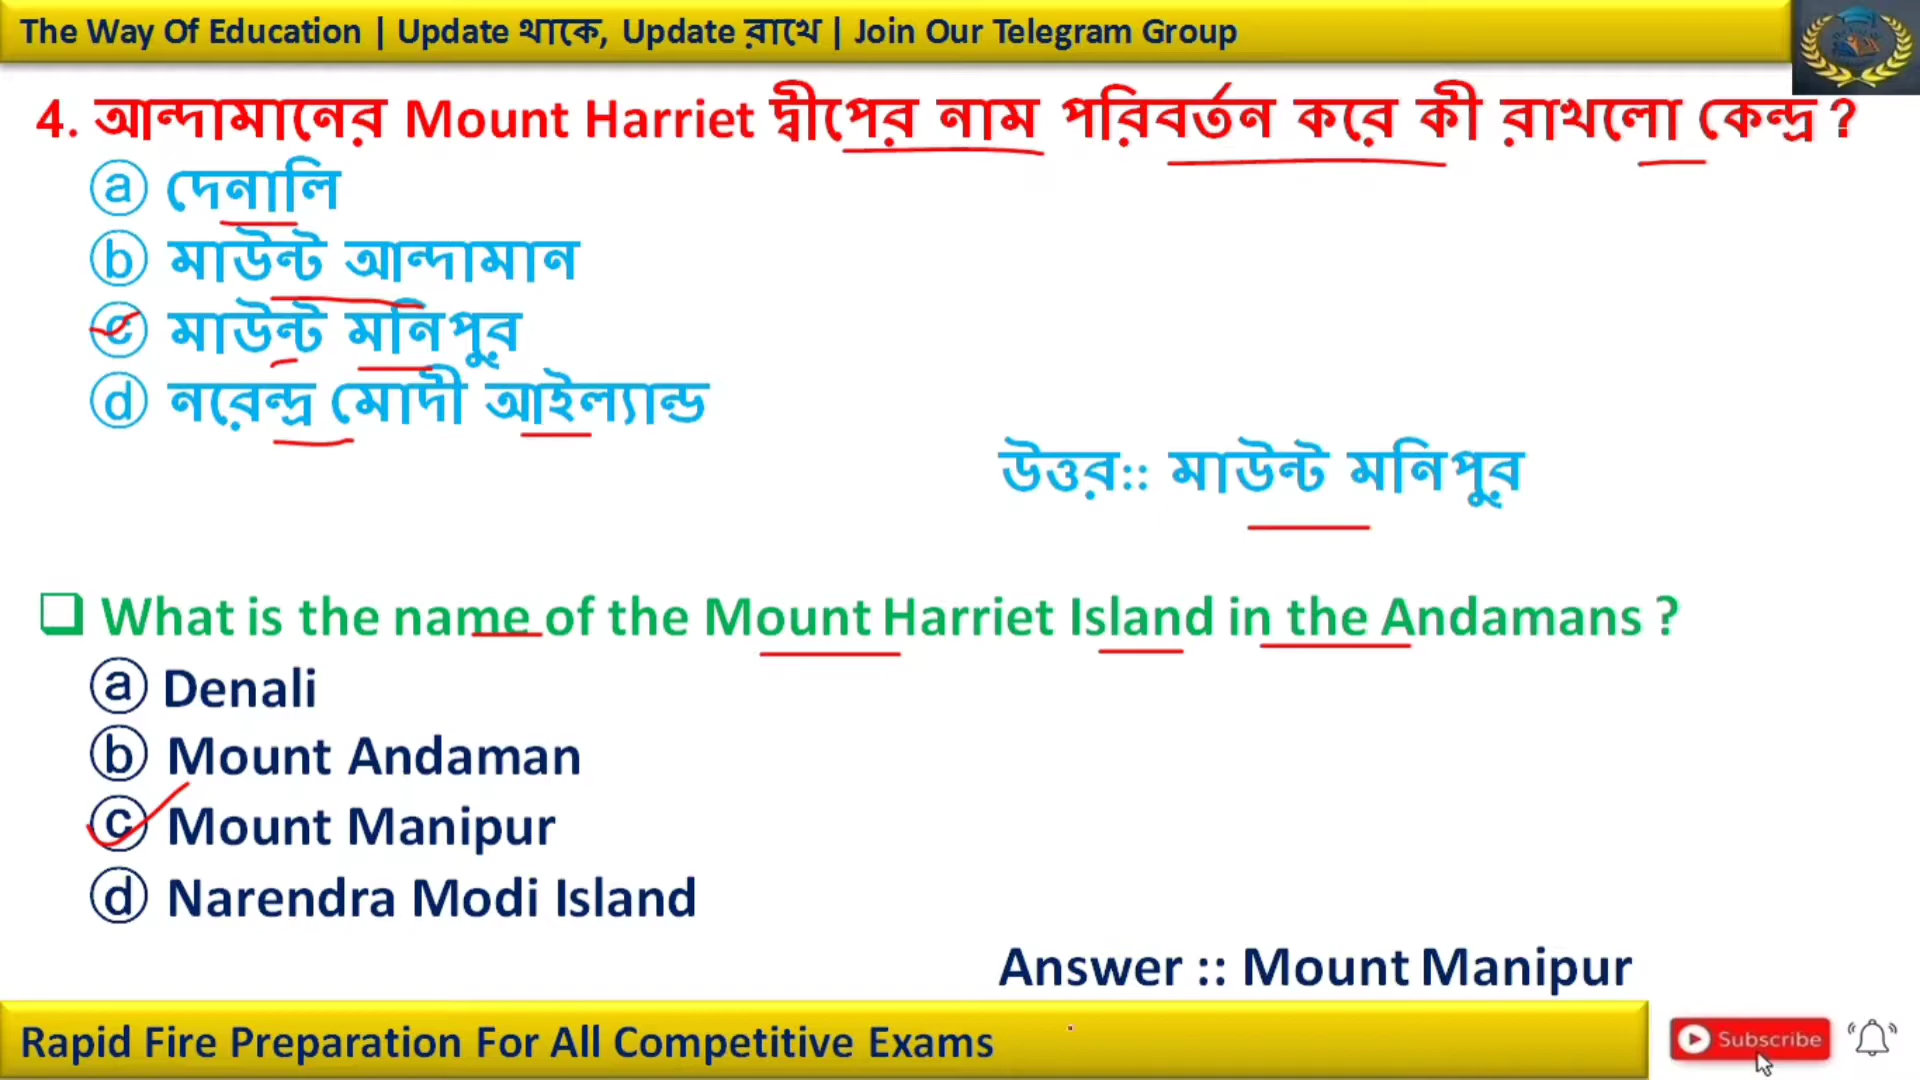 The Way Of Education | Update থাকে, Update রাখে | Join Our Telegram Group
4. আন্দামানের Mount Harriet দ্বীপের নাম পরিবর্তন করে কী রাখলো কেন্দ্র ?
ⓐ দেনালি
ⓑ মাউন্ট আন্দামান
ⓒ মাউন্ট মনিপুর
ⓓ নরেন্দ্র মোদী আইল্যান্ড
উত্তর:: মাউন্ট মনিপুর
❑ What is the name of the Mount Harriet Island in the Andamans ?
ⓐ Denali
ⓑ Mount Andaman
ⓒ Mount Manipur
ⓓ Narendra Modi Island
Answer :: Mount Manipur
Rapid Fire Preparation For All Competitive Exams
Subscribe